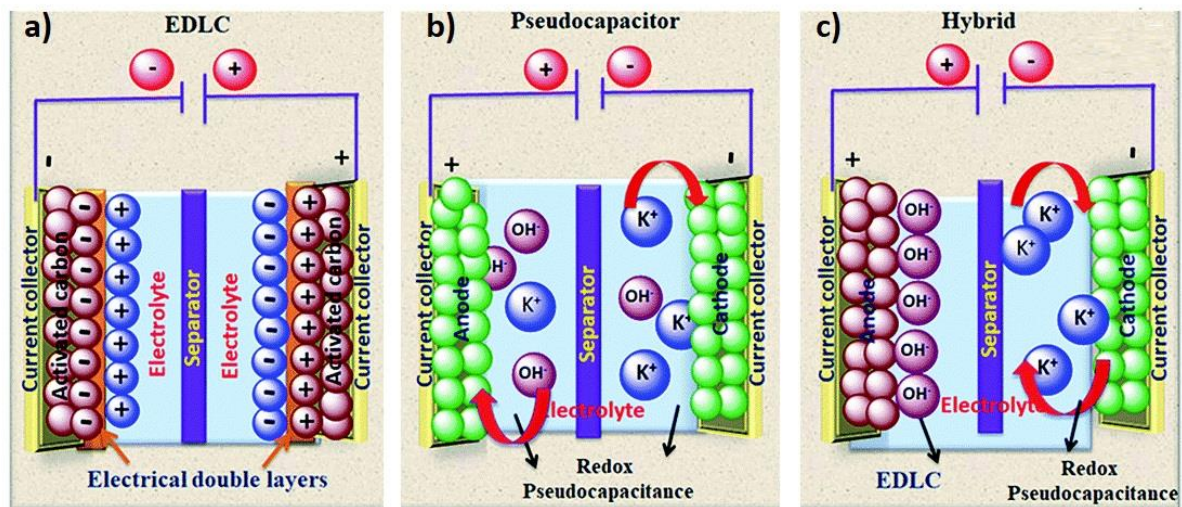 a)
EDLC
-
+
-
+
Current collector
Activated carbon
- - - - - - -
+ + + + + + +
Electrolyte
Separator
Electrolyte
- - - - - - - -
+ + + + + + +
Activated carbon
Current collector
Electrical double layers
b)
Pseudocapacitor
+
-
+
-
Current collector
Anode
OH-
H-
K+
OH-
Separator
K+
OH-
K+
K+
Electrolyte
Cathode
Current collector
Redox
Pseudocapacitance
c)
Hybrid
+
-
+
-
Current collector
Anode
OH-
OH-
OH-
OH-
OH-
Separator
K+
K+
K+
K+
Electrolyte
Cathode
Current collector
EDLC
Redox
Pseudocapacitance